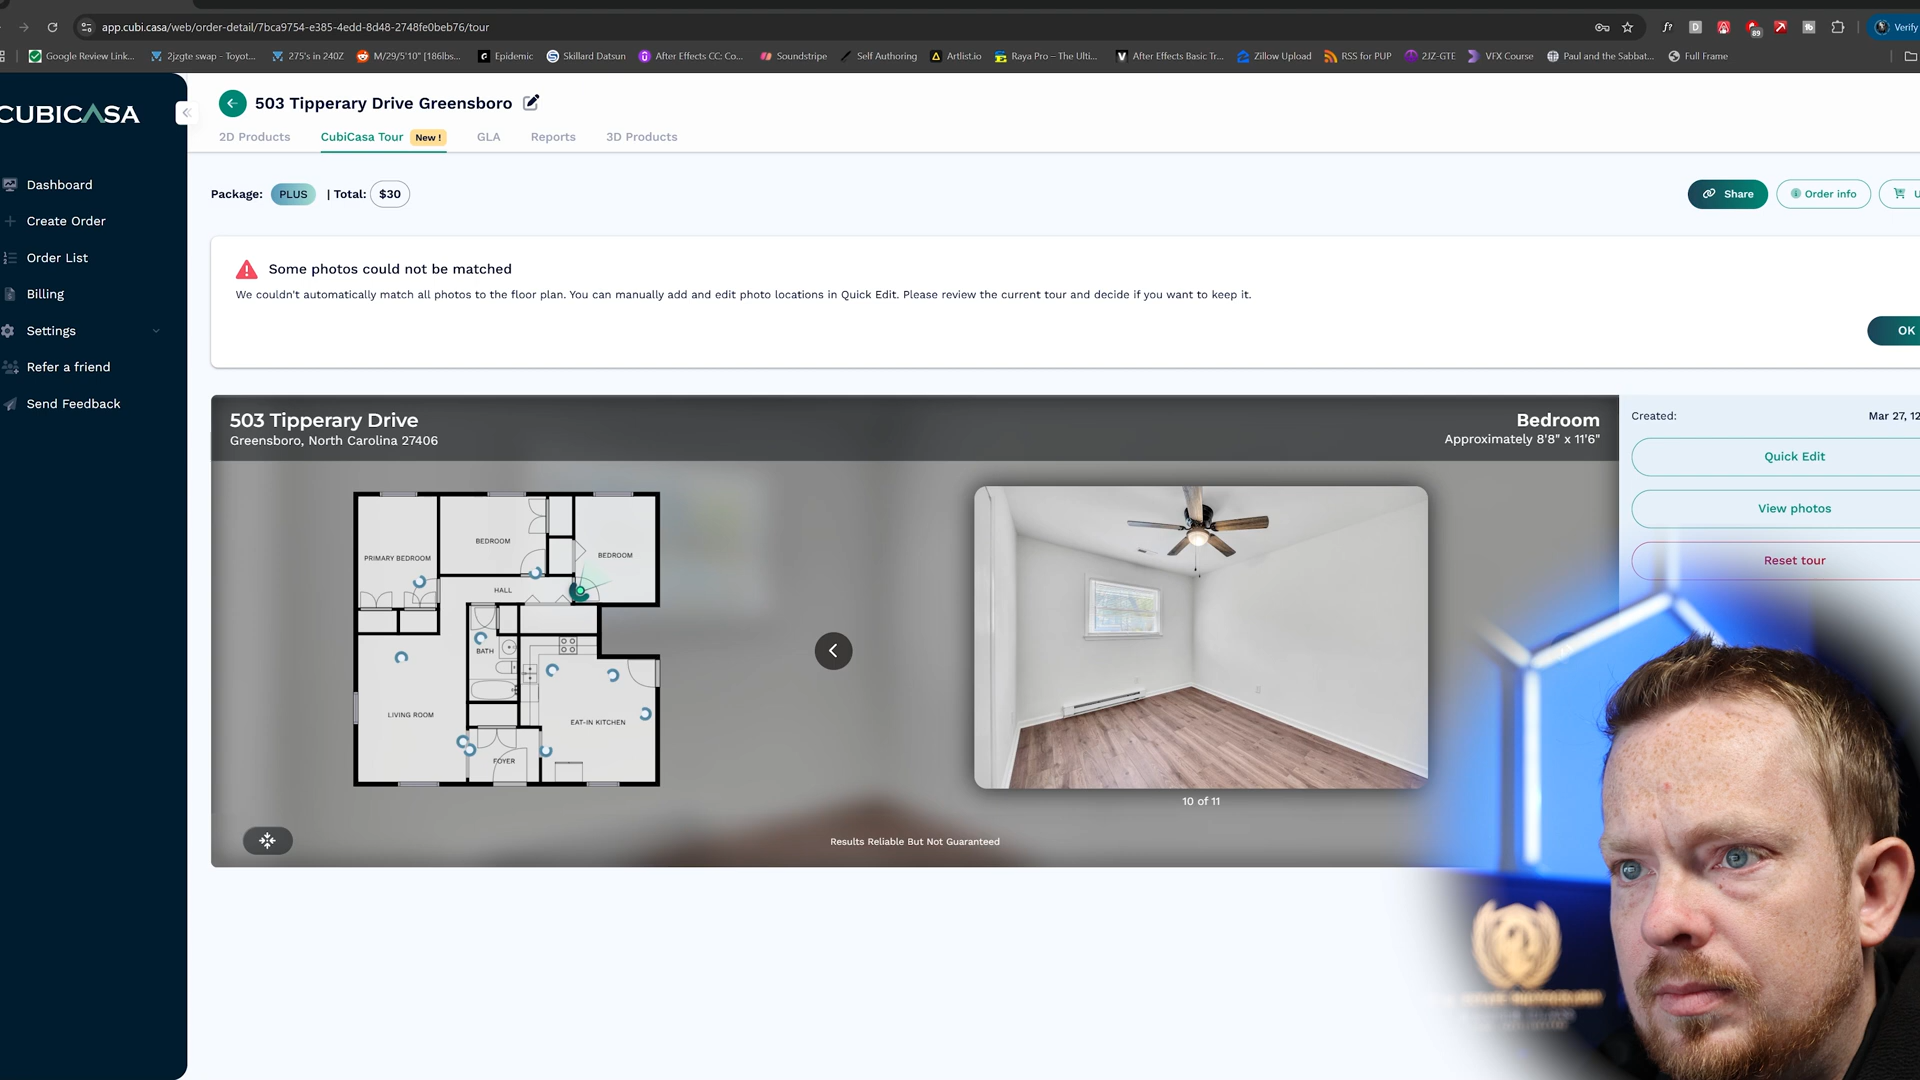 app.cubi.casa/web/order-detail/7bca9754-e385-4edd-8d48-2748fe0beb76/tour
89
Verify
Google Review Link...
2jzgte swap - Toyot...
275's in 240Z
M/29/5'10" [186lbs...
Epidemic
Skillard Datsun
After Effects CC: Co...
Soundstripe
Self Authoring
Artlist.io
Raya Pro – The Ulti...
After Effects Basic Tr...
Zillow Upload
RSS for PUP
2JZ-GTE
VFX Course
Paul and the Sabbat...
Full Frame
CUBICASA
503 Tipperary Drive Greensboro
2D Products
CubiCasa Tour New !
GLA
Reports
3D Products
Dashboard
Create Order
Order List
Billing
Settings
Refer a friend
Send Feedback
Package: PLUS | Total: $30
Share
Order info
U
Some photos could not be matched
We couldn't automatically match all photos to the floor plan. You can manually add and edit photo locations in Quick Edit. Please review the current tour and decide if you want to keep it.
OK
503 Tipperary Drive
Greensboro, North Carolina 27406
Bedroom
Approximately 8'8" x 11'6"
Created: Mar 27, 12
Quick Edit
View photos
Reset tour
PRIMARY BEDROOM
BEDROOM
BEDROOM
HALL
BATH
LIVING ROOM
EAT-IN KITCHEN
FOYER
10 of 11
Results Reliable But Not Guaranteed